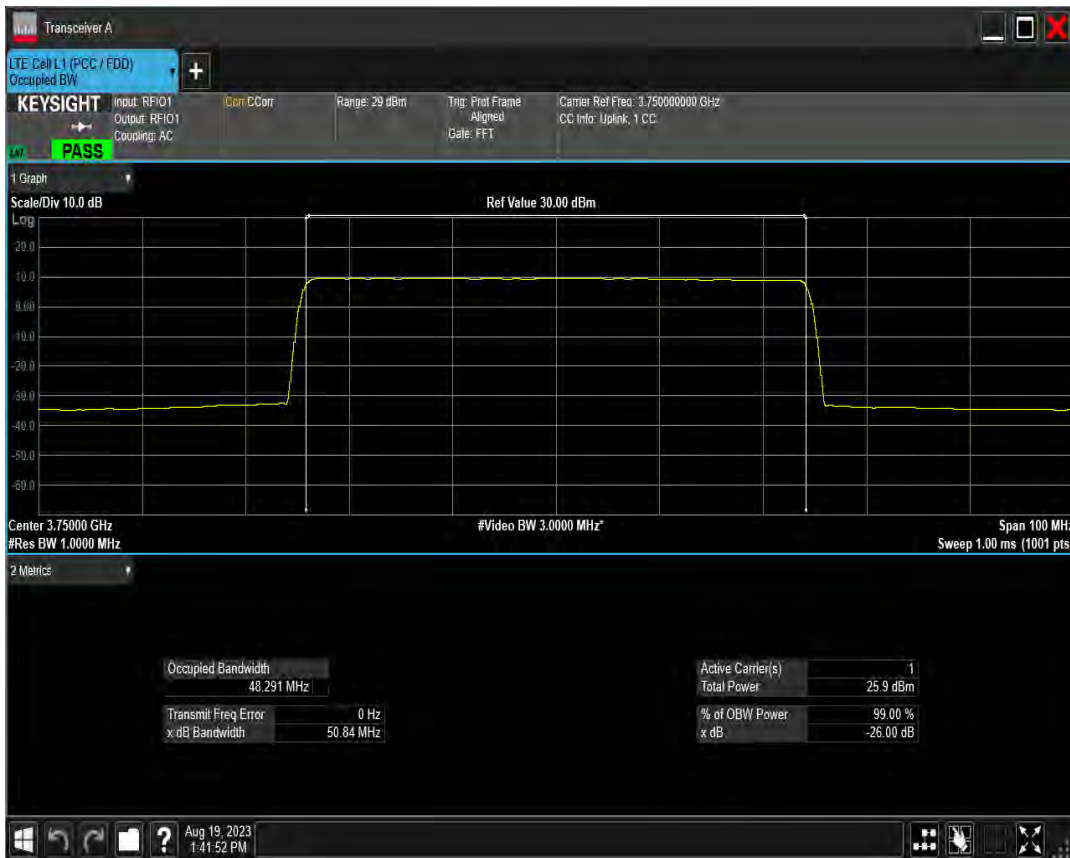 Transceiver A
LTE Cell L1 (PCC / FDD)
Occupied BW
+
KEYSIGHT
Input: RFIO1
Output: RFIO1
Coupling: AC
PASS
Corr CCorr
Range: 29 dBm
Trig: Prot Frame
Aligned
Gate: FFT
Carrier Ref Freq: 3.750000000 GHz
CC Info: Uplink, 1 CC
1 Graph
Scale/Div 10.0 dB
Ref Value 30.00 dBm
Log
20.0
10.0
0.00
-10.0
-20.0
-30.0
-40.0
-50.0
-60.0
Center 3.75000 GHz
#Video BW 3.0000 MHz*
Span 100 MHz
#Res BW 1.0000 MHz
Sweep 1.00 ms (1001 pts
2 Metrics
Occupied Bandwidth
48.291 MHz
Transmit Freq Error 0 Hz
x dB Bandwidth 50.84 MHz
Active Carrier(s) 1
Total Power 25.9 dBm
% of OBW Power 99.00 %
x dB -26.00 dB
?
Aug 19, 2023
1:41:52 PM